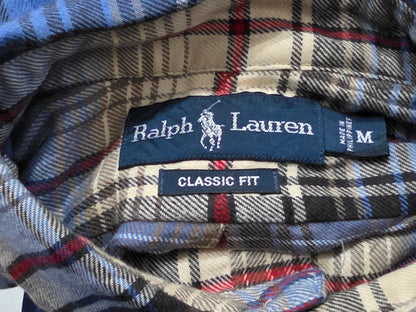 Ralph Lauren
MADE IN
PHILIPPINES
M
CLASSIC FIT